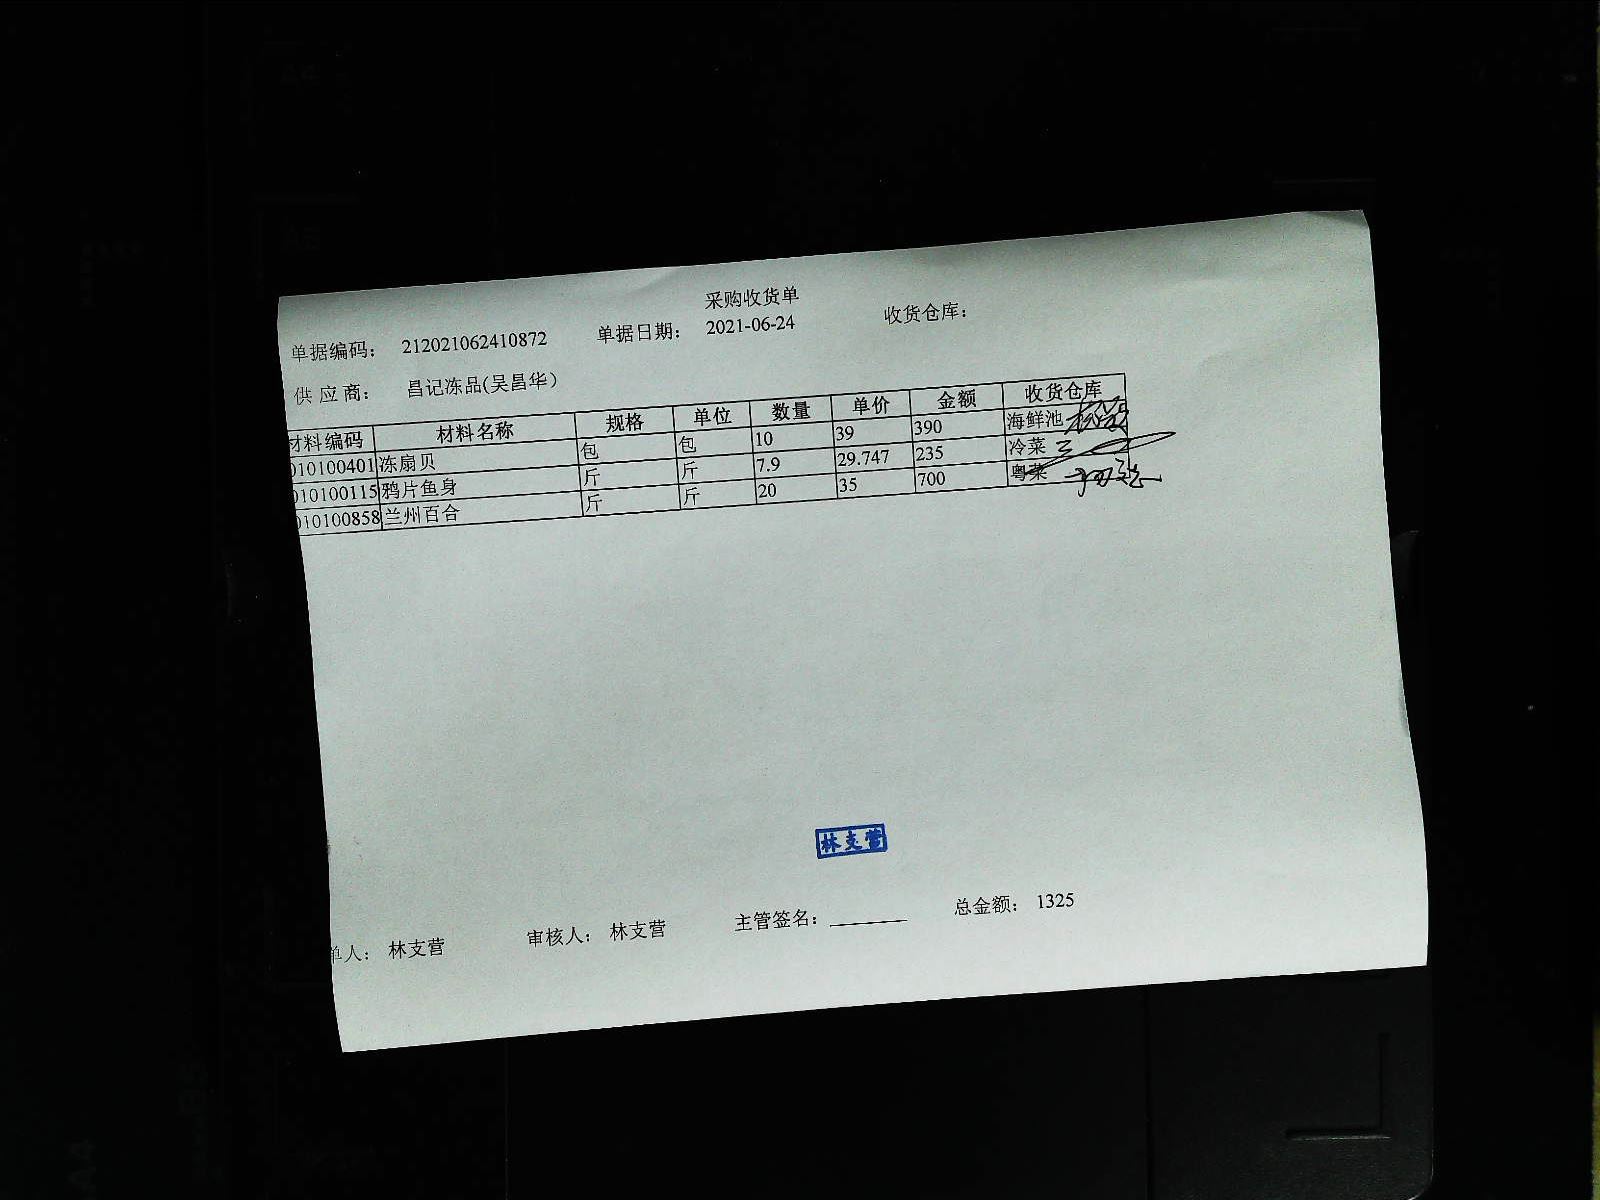 采购收货单
单据编码： 212021062410872 单据日期： 2021-06-24 收货仓库：
供 应 商： 昌记冻品(吴昌华)
材料编码 材料名称 规格 单位 数量 单价 金额 收货仓库
010100401 冻扇贝 包 包 10 39 390 海鲜池
010100115 鸦片鱼身 斤 斤 7.9 29.747 235 冷菜
010100858 兰州百合 斤 斤 20 35 700 粤菜
林支营
单人： 林支营 审核人： 林支营 主管签名： 总金额： 1325